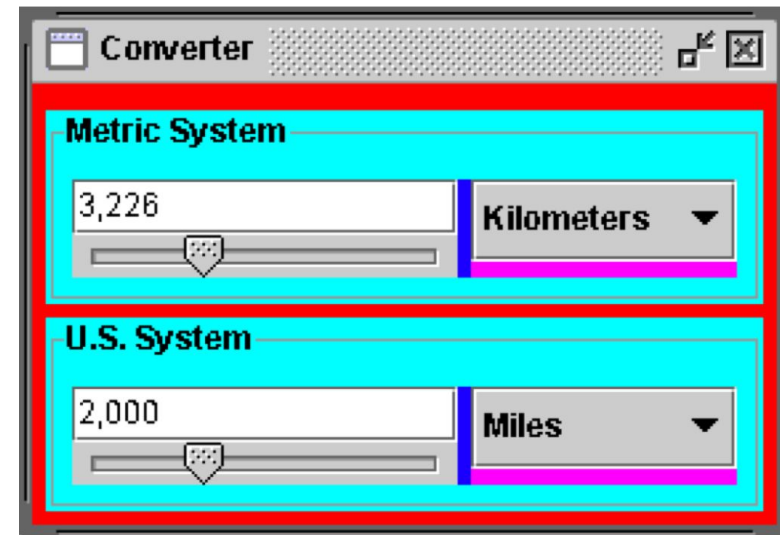 Converter
Metric System
3,226
Kilometers
U.S. System
2,000
Miles